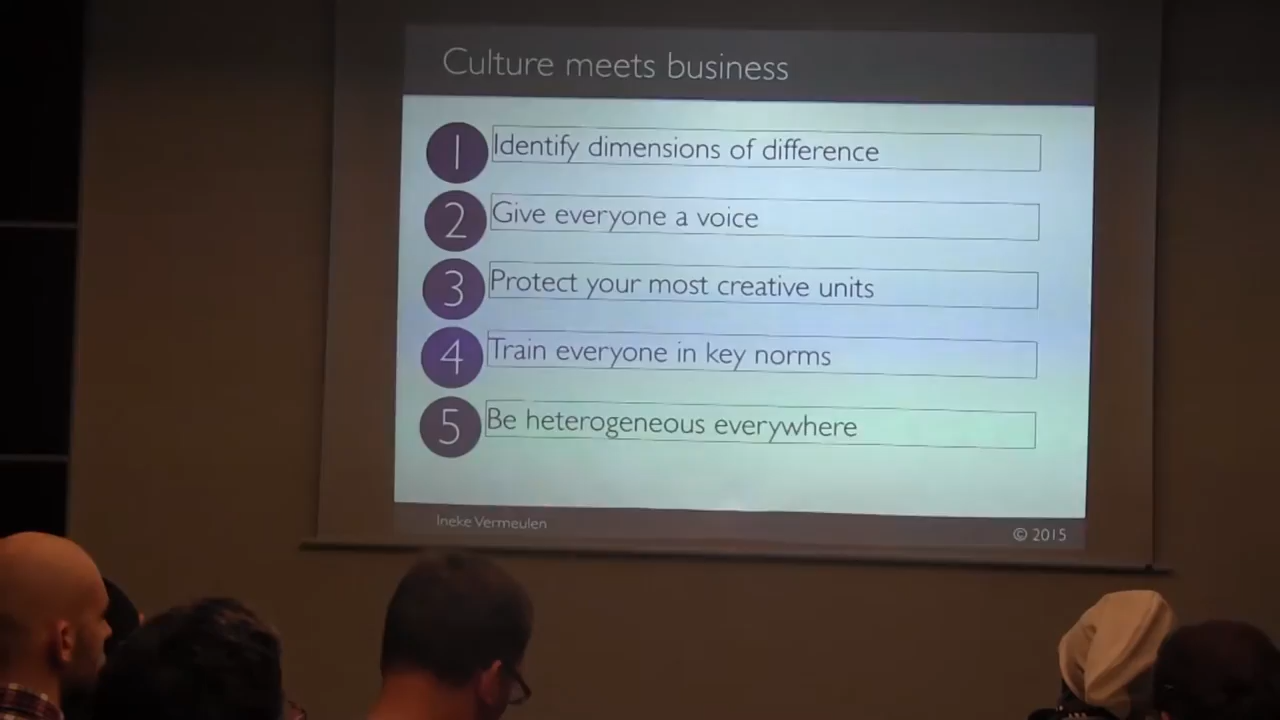 Culture meets business
1 Identify dimensions of difference
2 Give everyone a voice
3 Protect your most creative units
4 Train everyone in key norms
5 Be heterogeneous everywhere
Ineke Vermeulen
© 2015